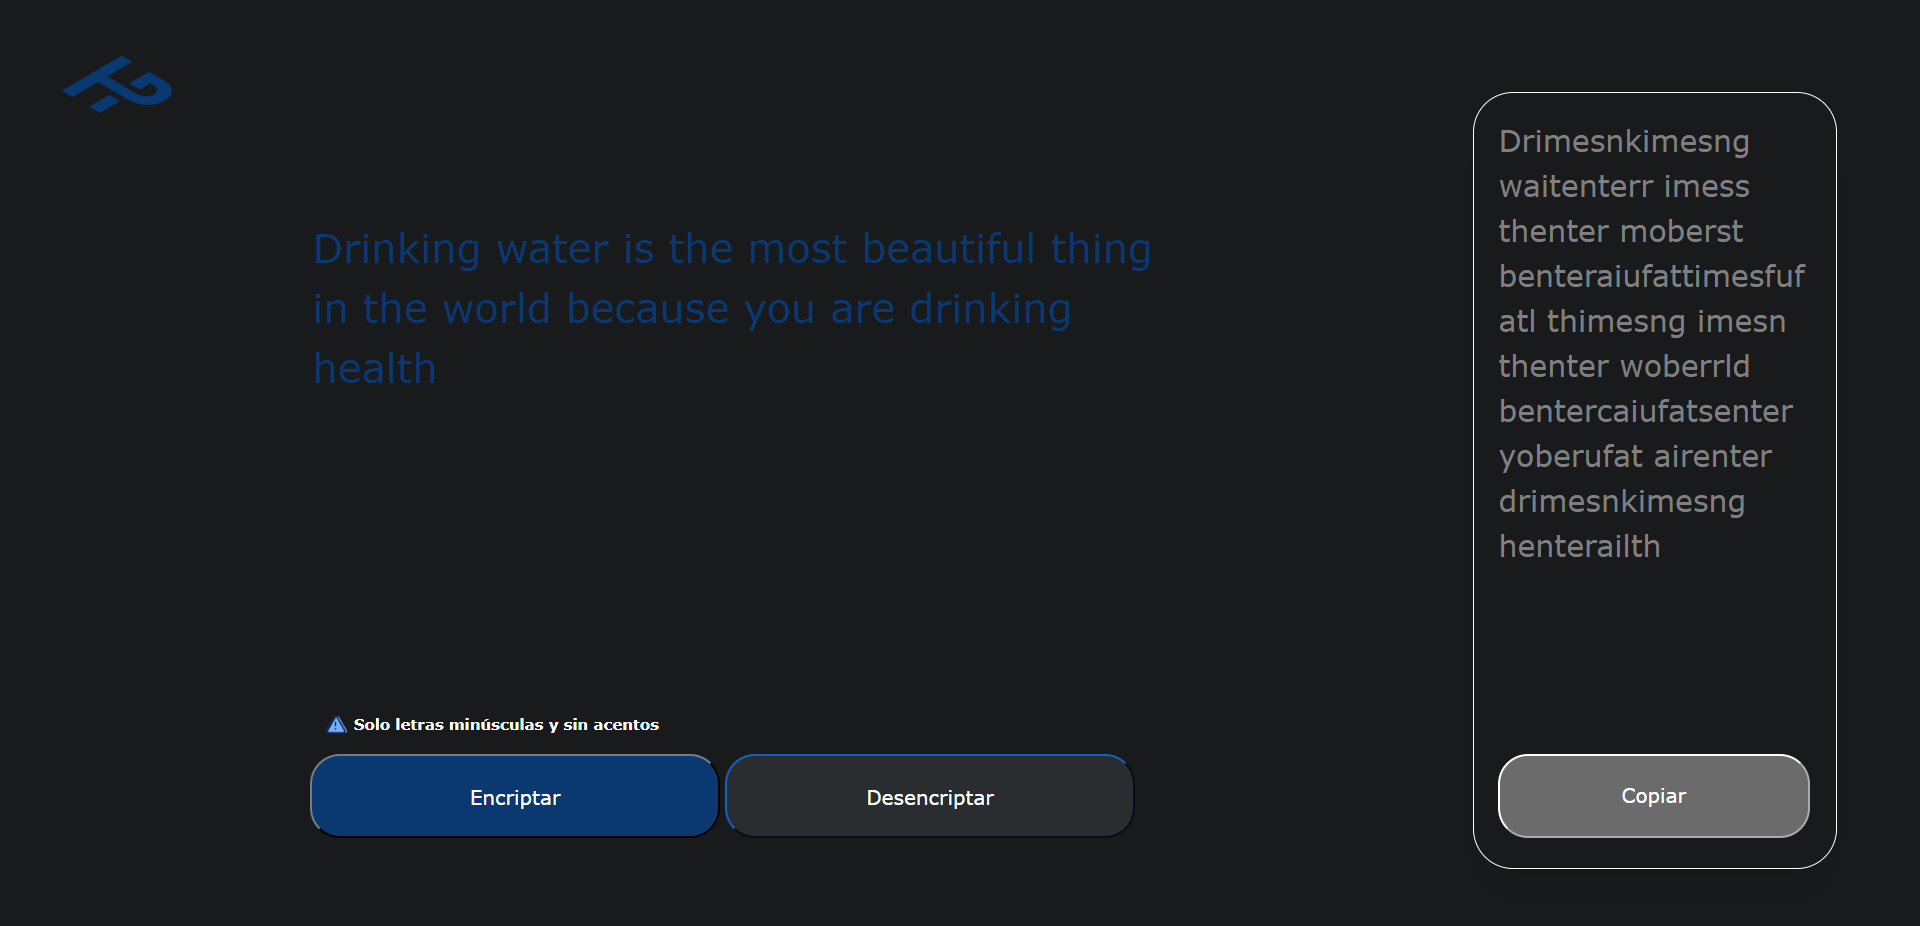 Drinking water is the most beautiful thing
in the world because you are drinking
health
Solo letras minúsculas y sin acentos
Encriptar
Desencriptar
Drimesnkimesng
waitenterr imess
thenter moberst
benteraiufattimesfuf
atl thimesng imesn
thenter woberrld
bentercaiufatsenter
yoberufat airenter
drimesnkimesng
henterailth
Copiar